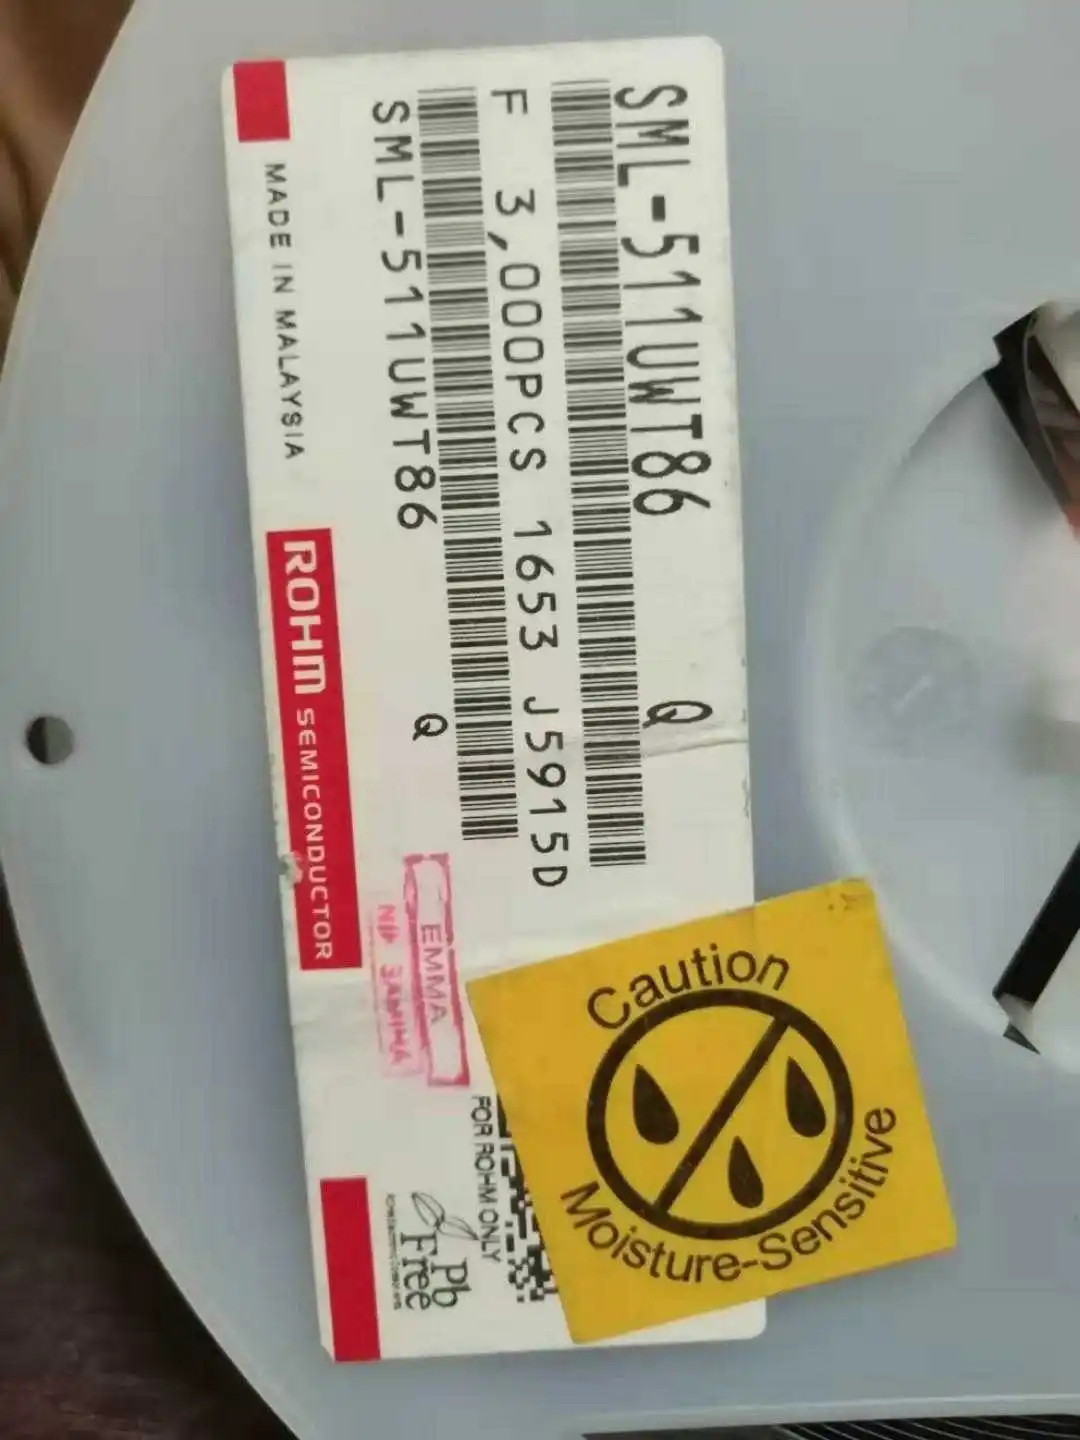 SML-511UWT86 Q
F 3,000PCS 1653 J5915D
SML-511UWT86 Q
MADE IN MALAYSIA
ROHM SEMICONDUCTOR
EMMA
FOR ROHM ONLY
Pb
Free
Caution
Moisture-Sensitive